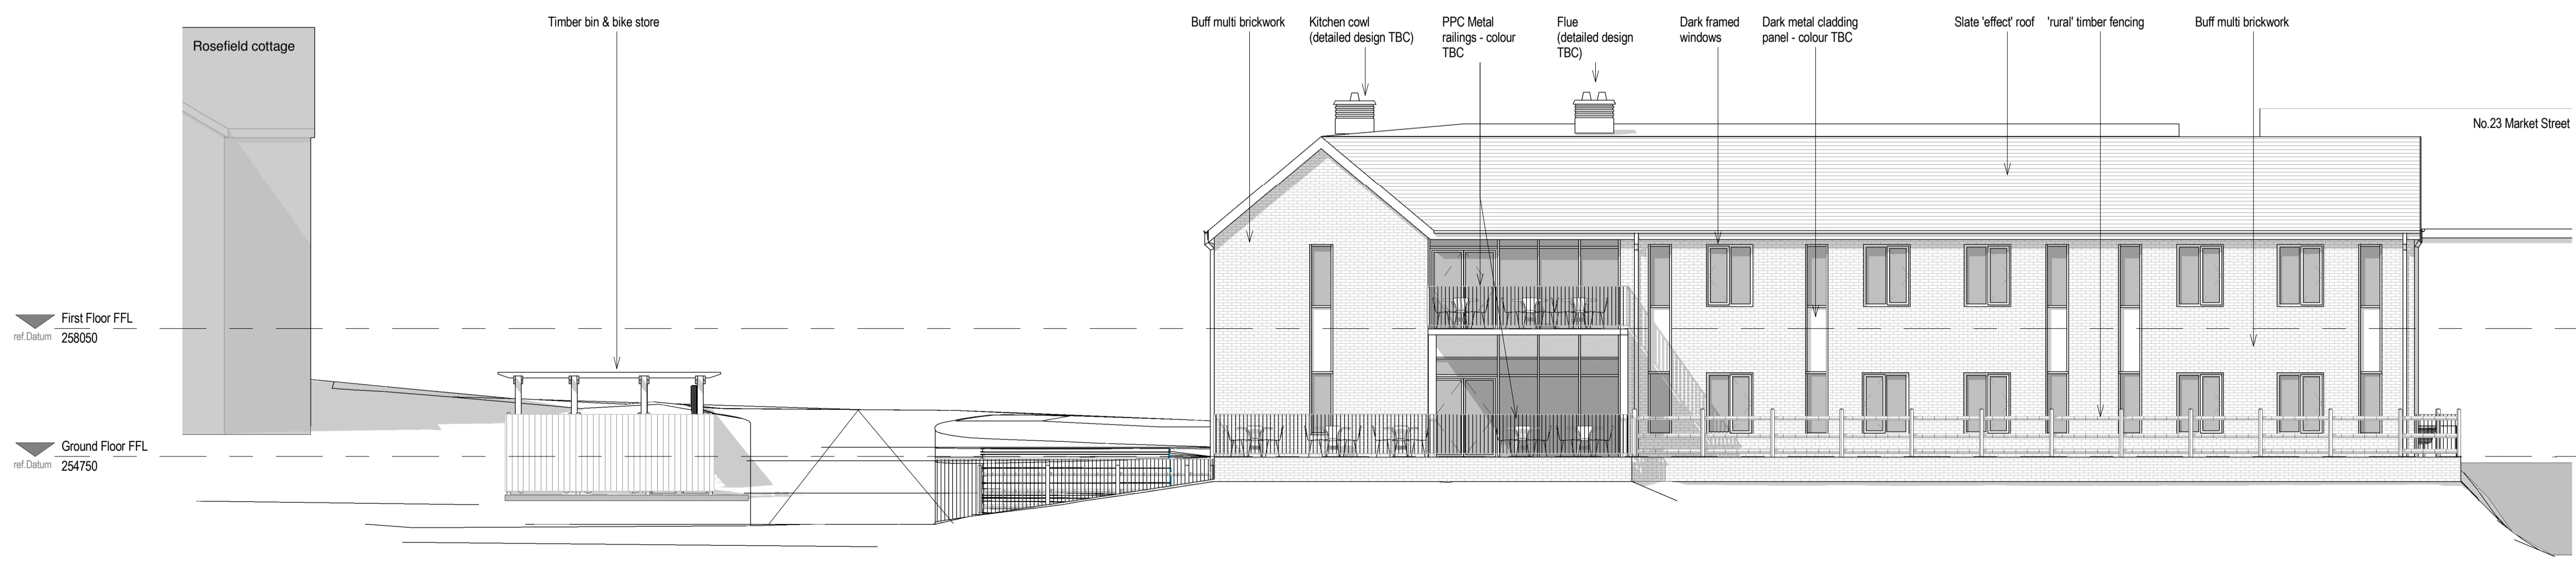 Rosefield cottage
Timber bin & bike store
Buff multi brickwork
Kitchen cowl
(detailed design TBC)
PPC Metal
railings - colour
TBC
Flue
(detailed design
TBC)
Dark framed
windows
Dark metal cladding
panel - colour TBC
Slate 'effect' roof
'rural' timber fencing
Buff multi brickwork
No.23 Market Street
First Floor FFL
ref.Datum 258050
Ground Floor FFL
ref.Datum 254750